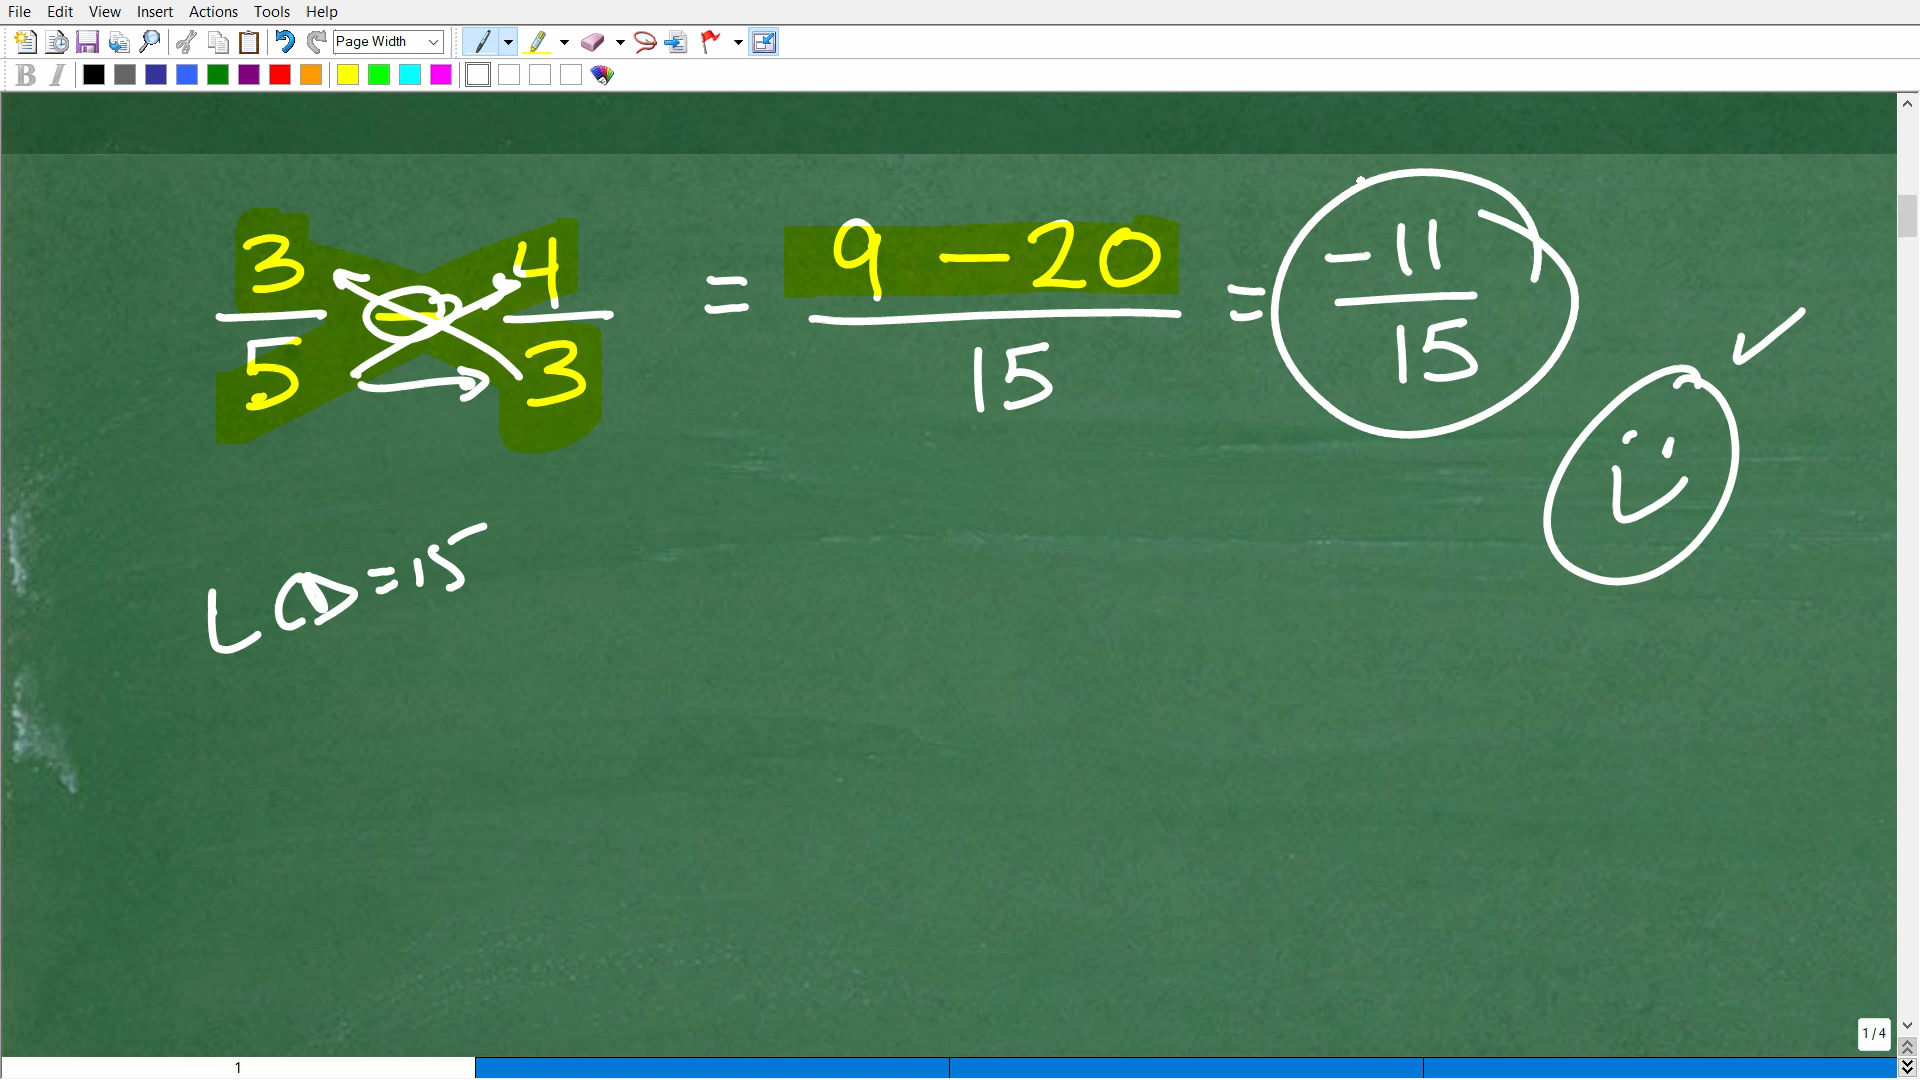 File Edit View Insert Actions Tools Help
Page Width
B I
3/5 - 4/3 = 9 - 20/15 = -11/15
LCD = 15
1 / 4
1